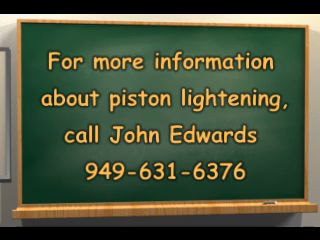 For more information
about piston lightening,
call John Edwards
949-631-6376